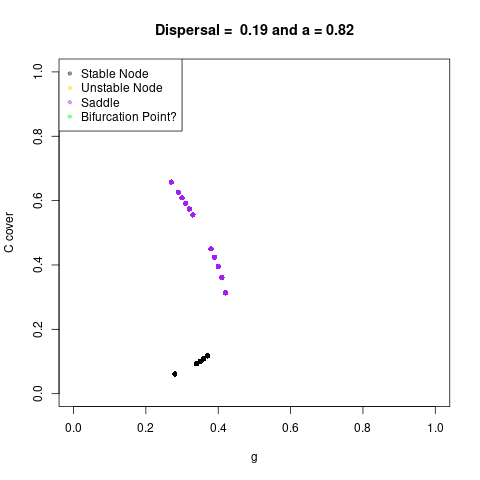 Dispersal =  0.19 and a = 0.82
Stable Node
Unstable Node
Saddle
Bifurcation Point?
C cover
1.0
0.8
0.6
0.4
0.2
0.0
0.0 0.2 0.4 0.6 0.8 1.0
g